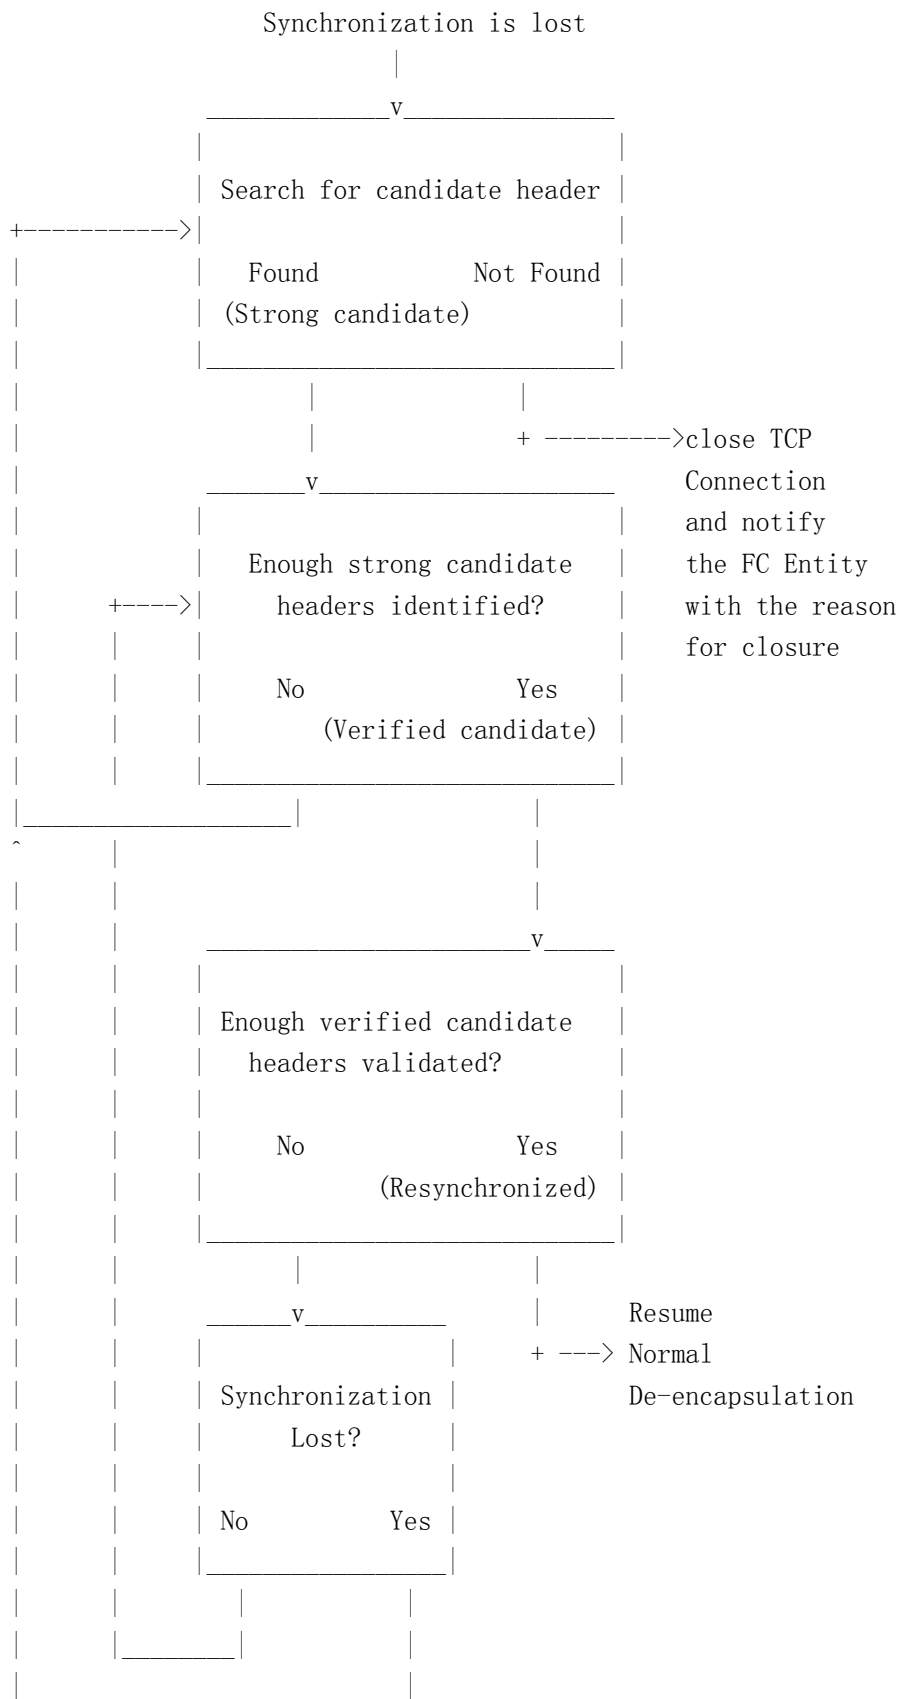 Synchronization is lost
Search for candidate header
Found Not Found
(Strong candidate)
close TCP
Connection
and notify
the FC Entity
with the reason
for closure
Enough strong candidate
headers identified?
No Yes
(Verified candidate)
Enough verified candidate
headers validated?
No Yes
(Resynchronized)
Resume
Normal
De-encapsulation
Synchronization
Lost?
No Yes